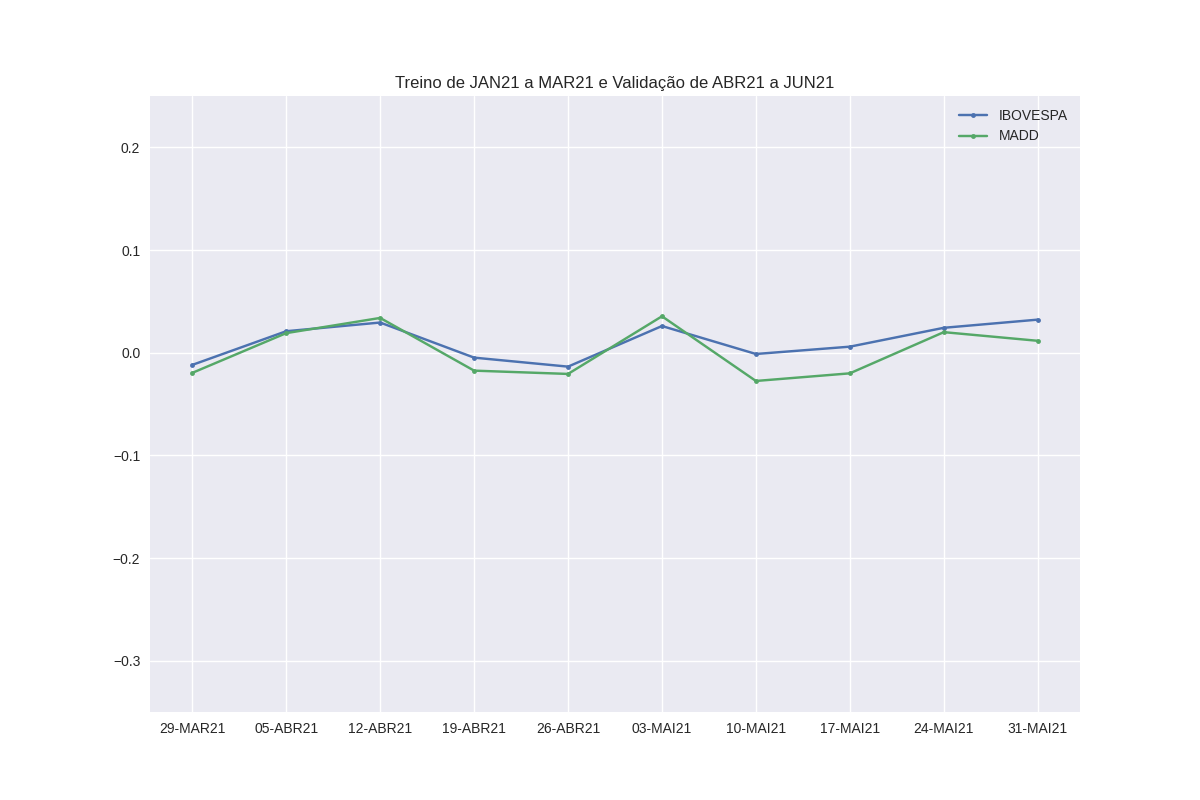 Treino de JAN21 a MAR21 e Validação de ABR21 a JUN21
IBOVESPA
MADD
0.2
0.1
0.0
−0.1
−0.2
−0.3
29-MAR21 05-ABR21 12-ABR21 19-ABR21 26-ABR21 03-MAI21 10-MAI21 17-MAI21 24-MAI21 31-MAI21